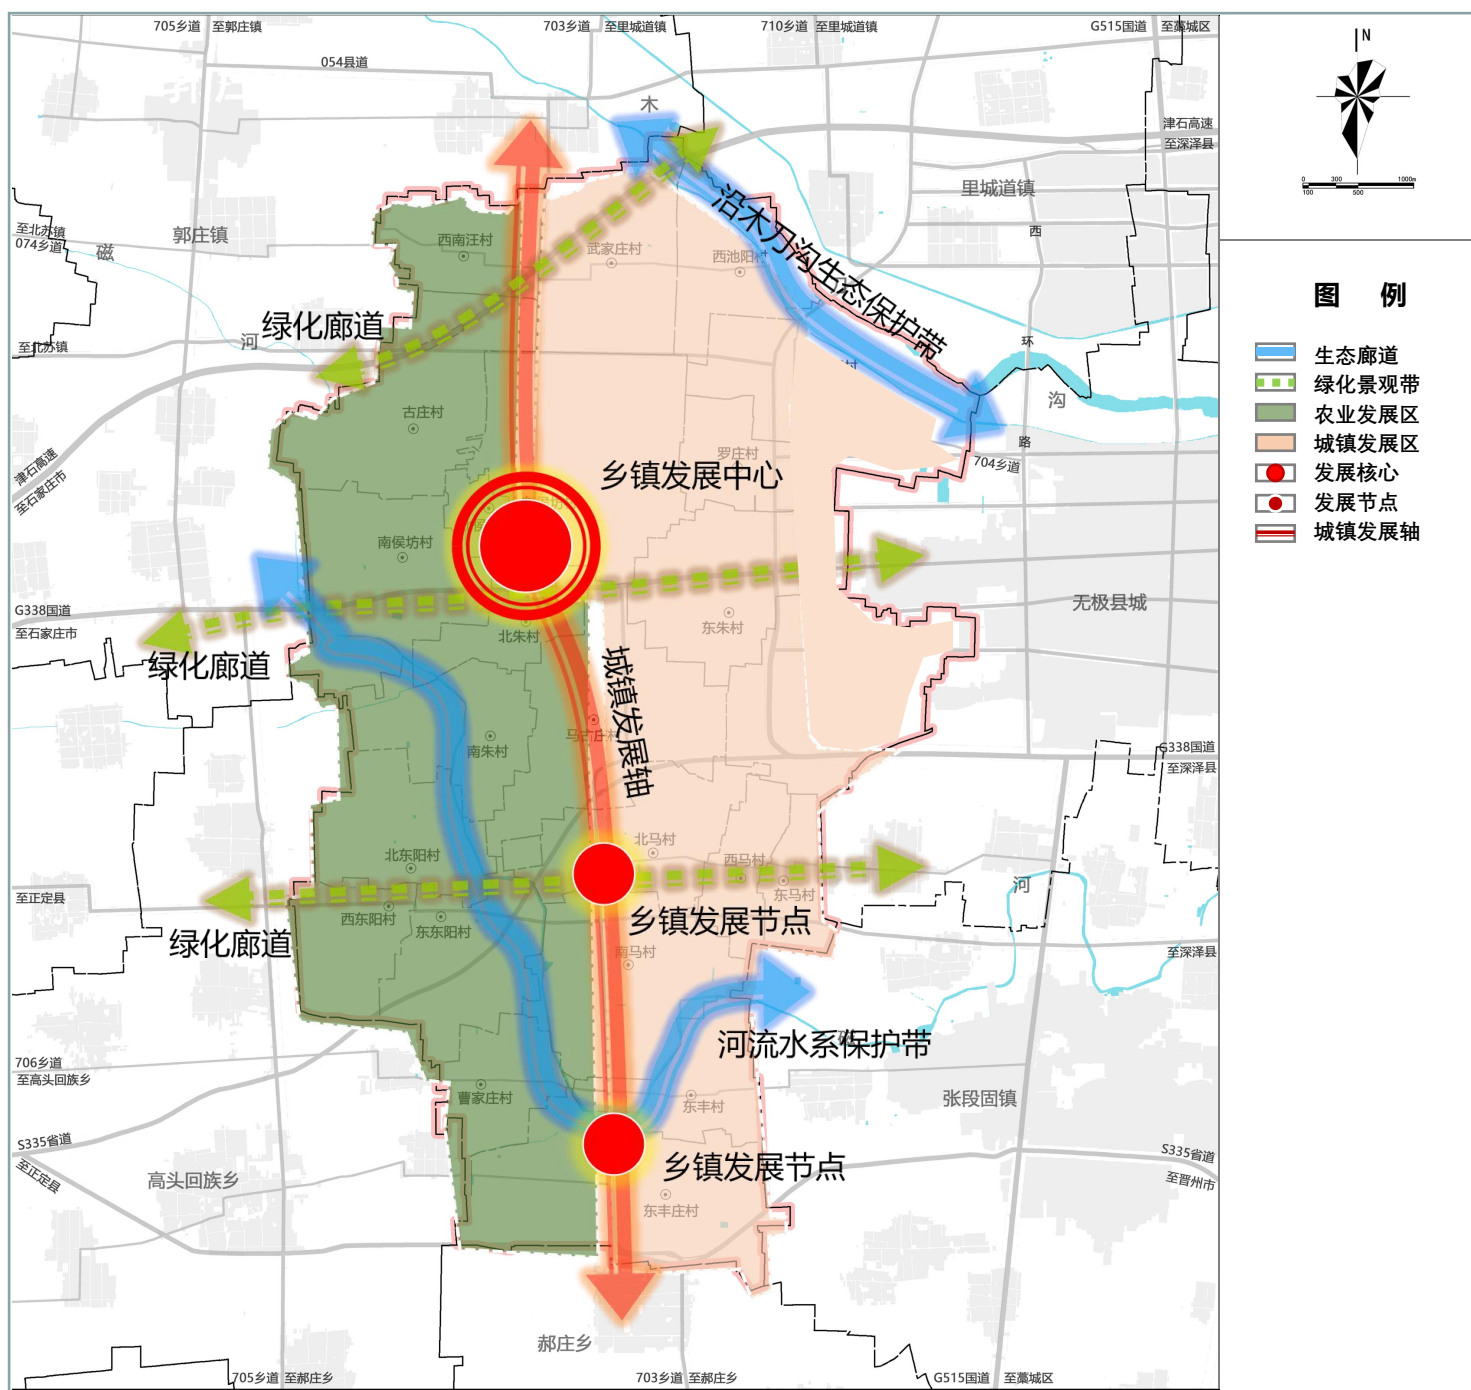 705乡道 至郭庄镇
703乡道 至里城道镇
710乡道 至里城道镇
G515国道 至藁城区
N
054县道
木
津石高速
至深泽县
0 300 1000m
100 500
里城道镇
沿木刀沟生态保护带
至北苏镇
074乡道
磁
郭庄镇
西南汪村
武家庄村
西池阳村
西
图 例
绿化廊道
河
至北苏镇
环
生态廊道
绿化景观带
沟
古庄村
农业发展区
路
城镇发展区
罗庄村
704乡道
津石高速
至石家庄市
乡镇发展中心
发展核心
发展节点
城镇发展轴
南侯坊村
G338国道
至石家庄市
无极县城
北朱村
东朱村
绿化廊道
城镇发展轴
马古庄村
南朱村
G338国道
至深泽县
北马村
北东阳村
西马村
东马村
河
至正定县
西东阳村
东东阳村
乡镇发展节点
绿化廊道
南马村
至深泽县
河流水系保护带
706乡道
至高头回族乡
曹家庄村
东丰村
张段固镇
S335省道
至正定县
S335省道
至晋州市
高头回族乡
乡镇发展节点
东丰庄村
郝庄乡
705乡道 至郝庄乡
703乡道 至郝庄乡
G515国道 至藁城区